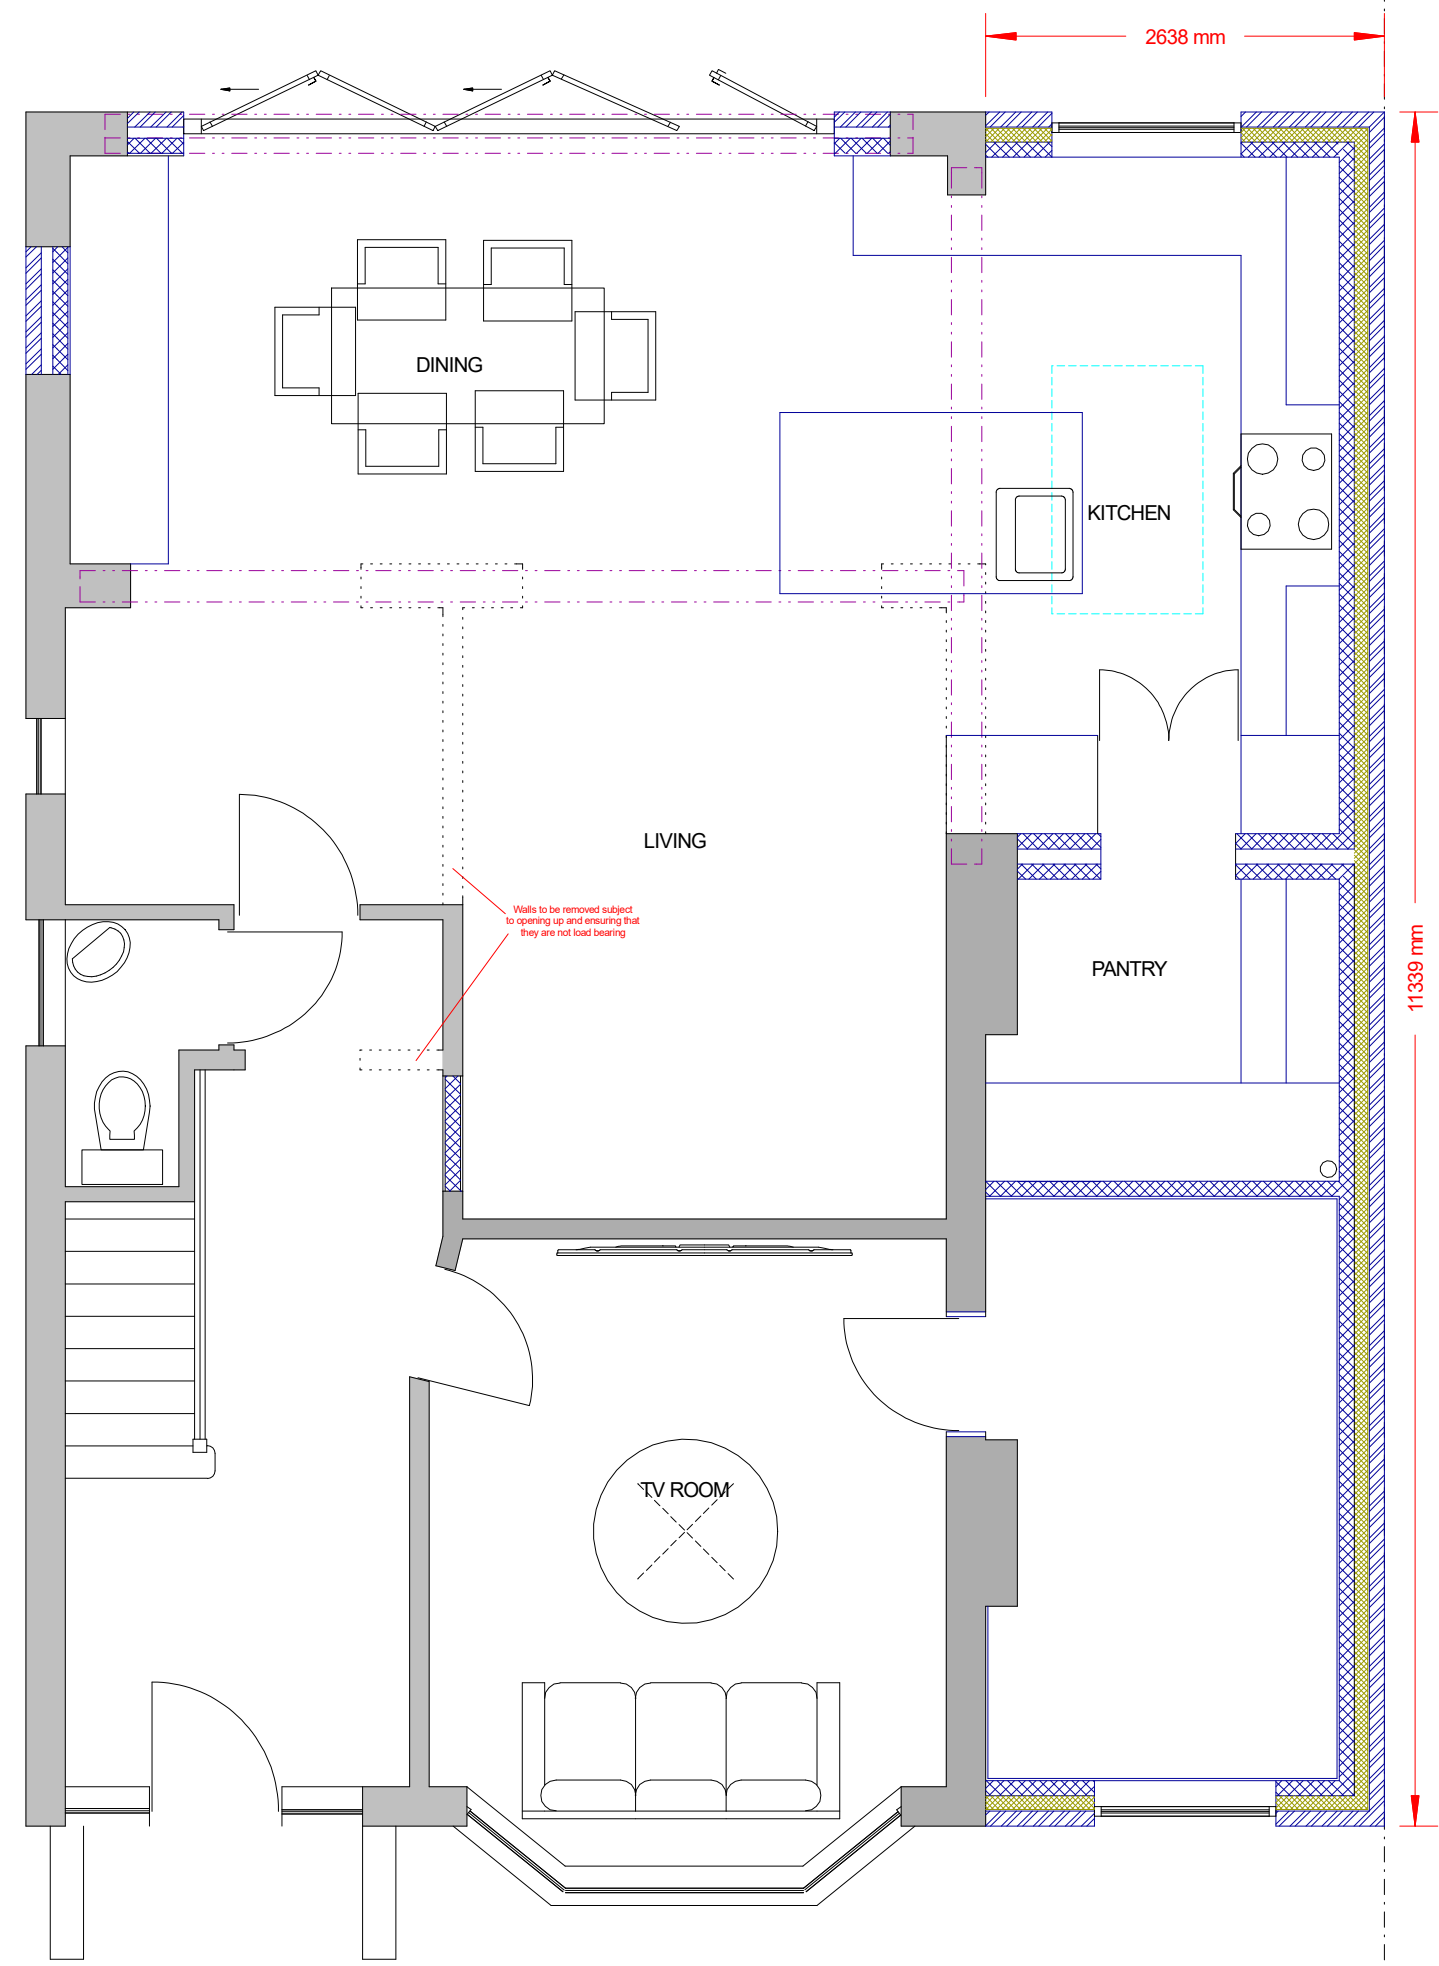 2638 mm
DINING
KITCHEN
LIVING
Walls to be removed subject
to opening up and ensuring that
they are not load bearing
PANTRY
11339 mm
TV ROOM